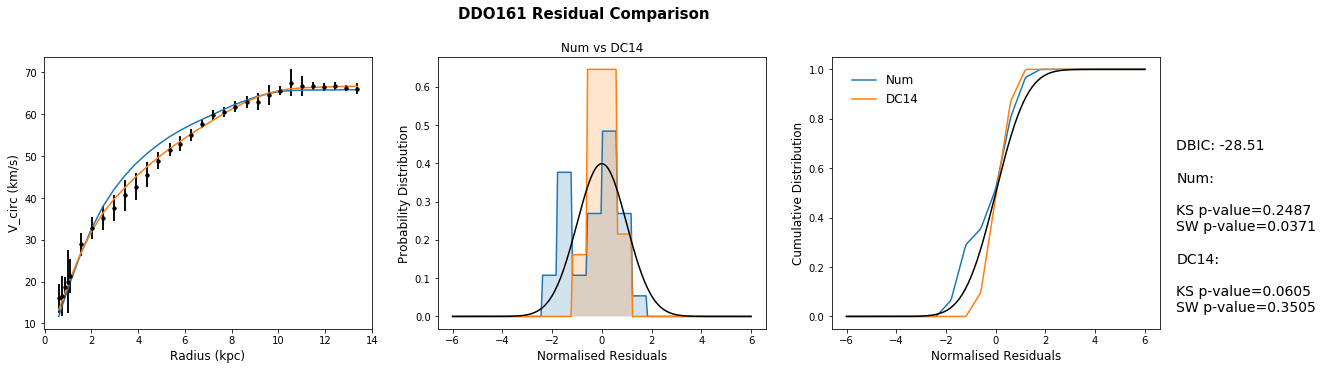 DDO161 Residual Comparison
V_circ (km/s)
70
60
50
40
30
20
10
0
2
4
6
8
10
12
14
Radius (kpc)
Num vs DC14
Probability Distribution
0.6
0.5
0.4
0.3
0.2
0.1
0.0
−6
−4
−2
0
2
4
6
Normalised Residuals
Cumulative Distribution
1.0
0.8
0.6
0.4
0.2
0.0
Num
DC14
−6
−4
−2
0
2
4
6
Normalised Residuals
DBIC: -28.51
Num:
KS p-value=0.2487
SW p-value=0.0371
DC14:
KS p-value=0.0605
SW p-value=0.3505